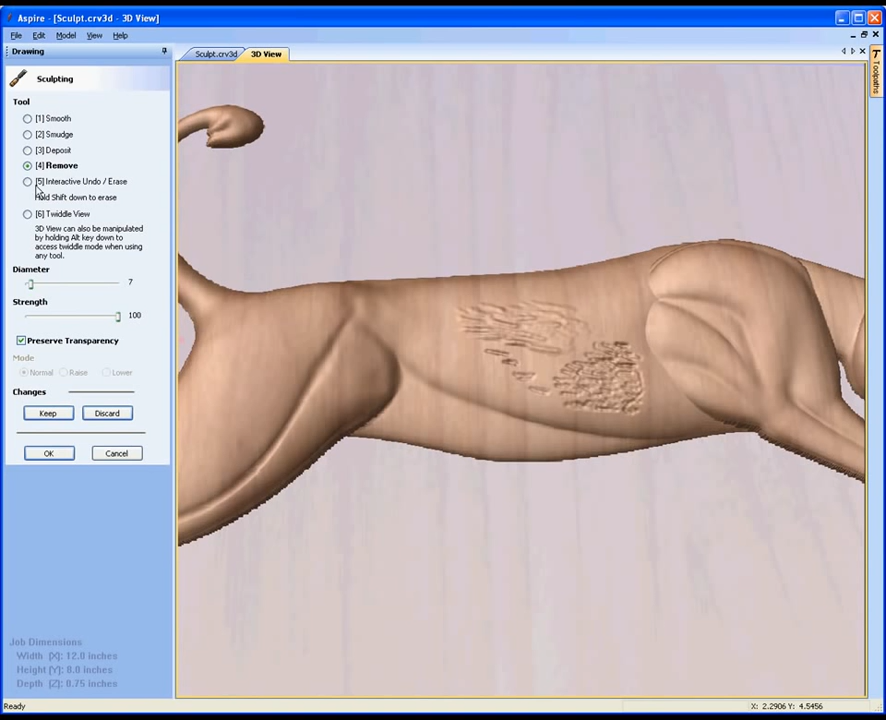 Aspire - [Sculpt.crv3d - 3D View]
File Edit Model View Help
Drawing
Sculpt.crv3d 3D View
Toolpaths
Sculpting
Tool
[1] Smooth
[2] Smudge
[3] Deposit
[4] Remove
[5] Interactive Undo / Erase
Hold Shift down to erase
[6] Twiddle View
3D View can also be manipulated
by holding Alt key down to
access twiddle mode when using
any tool.
Diameter
7
Strength
100
Preserve Transparency
Mode
Normal Raise Lower
Changes
Keep Discard
OK Cancel
Job Dimensions
Width (X): 12.0 inches
Height (Y): 8.0 inches
Depth (Z): 0.75 inches
Ready
X: 2.2906 Y: 4.5456